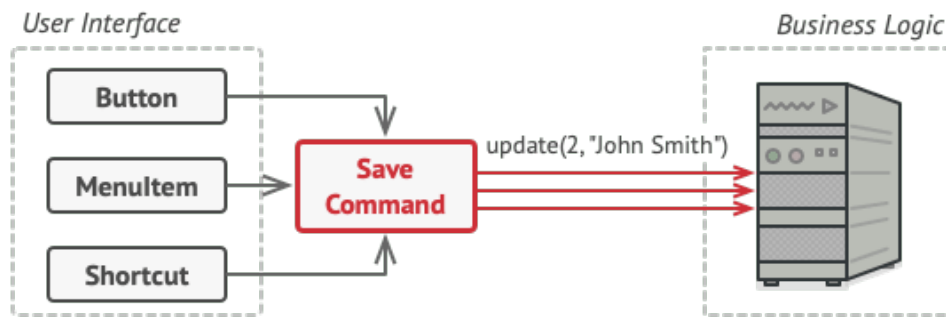 User Interface
Business Logic
Button
MenuItem
Shortcut
Save
Command
update(2, "John Smith")